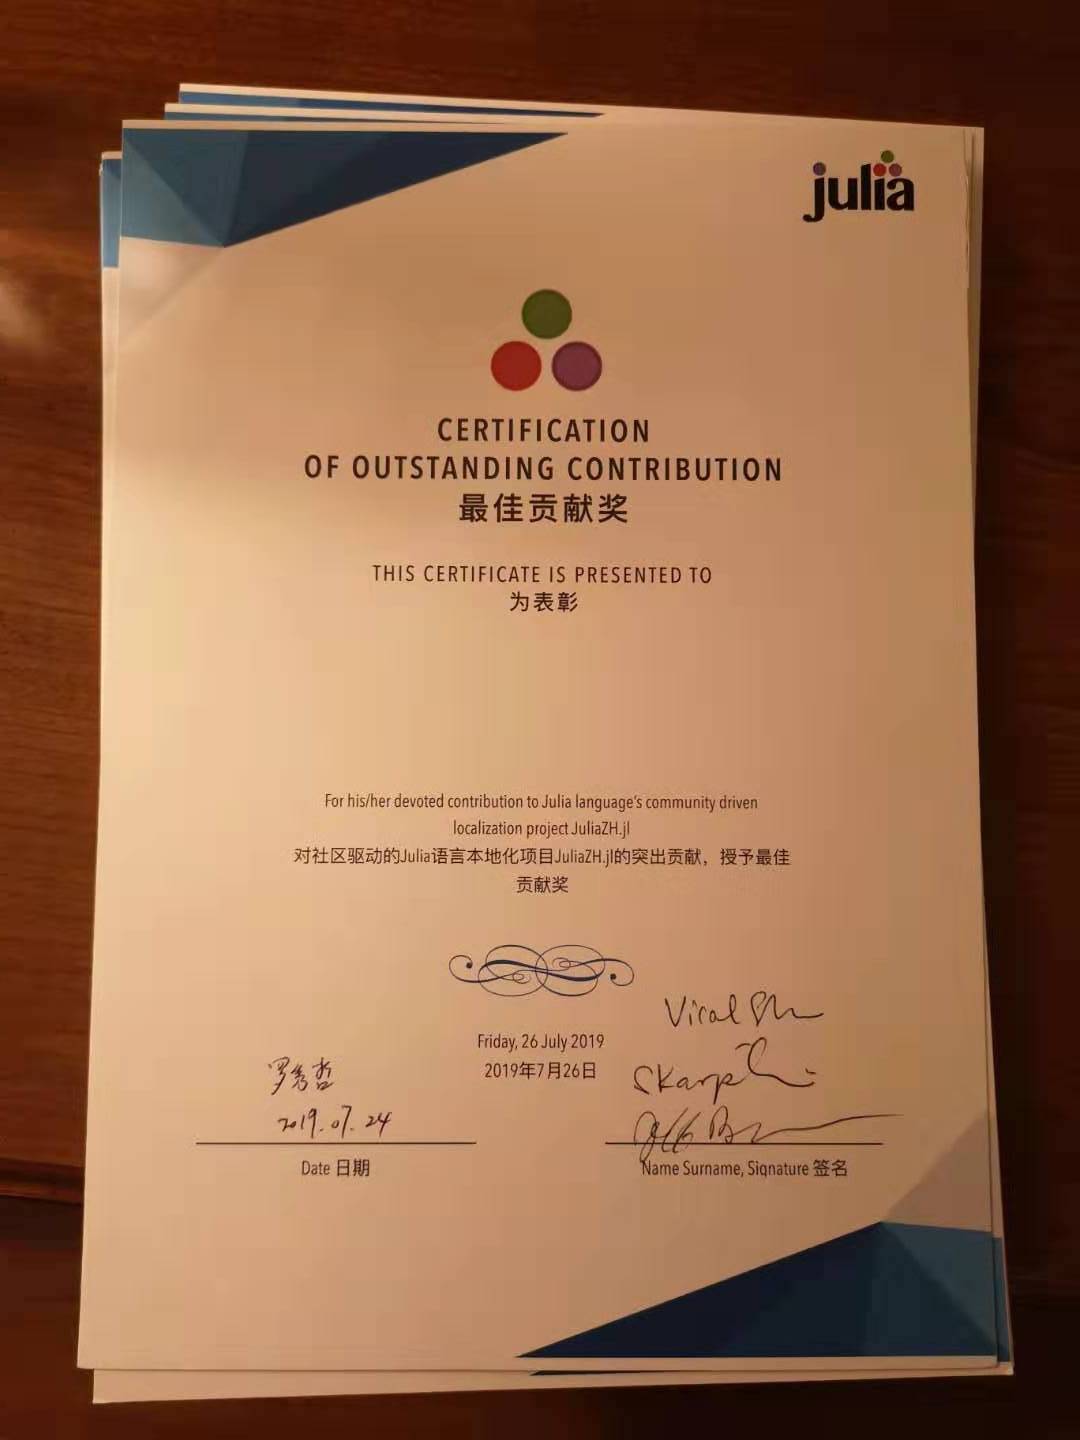 julia
CERTIFICATION
OF OUTSTANDING CONTRIBUTION
最佳贡献奖
THIS CERTIFICATE IS PRESENTED TO
为表彰
For his/her devoted contribution to Julia language's community driven
localization project JuliaZH.jl
对社区驱动的Julia语言本地化项目JuliaZH.jl的突出贡献，授予最佳
贡献奖
Friday, 26 July 2019
2019年7月26日
罗秀哲
2019.07.24
Date 日期
Viral
Name Surname, Signature 签名